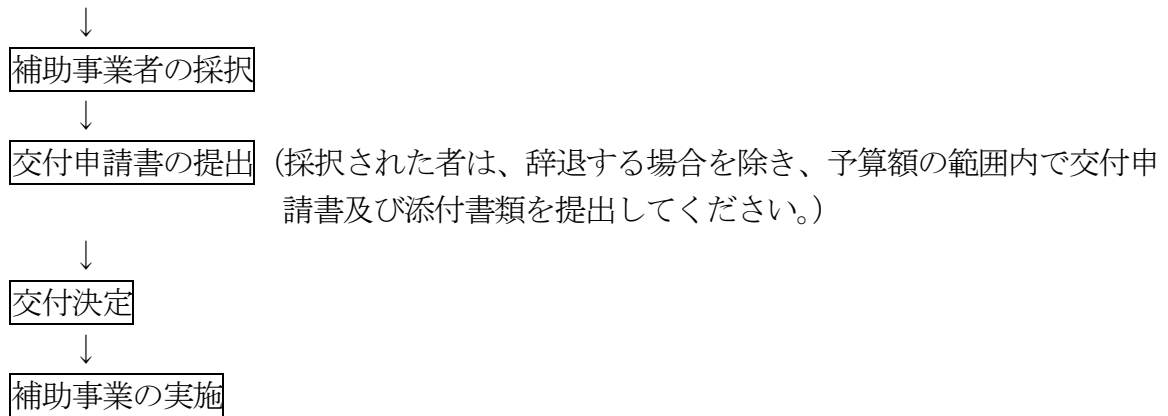 ↓
補助事業者の採択
↓
交付申請書の提出（採択された者は、辞退する場合を除き、予算額の範囲内で交付申
請書及び添付書類を提出してください。）
↓
交付決定
↓
補助事業の実施